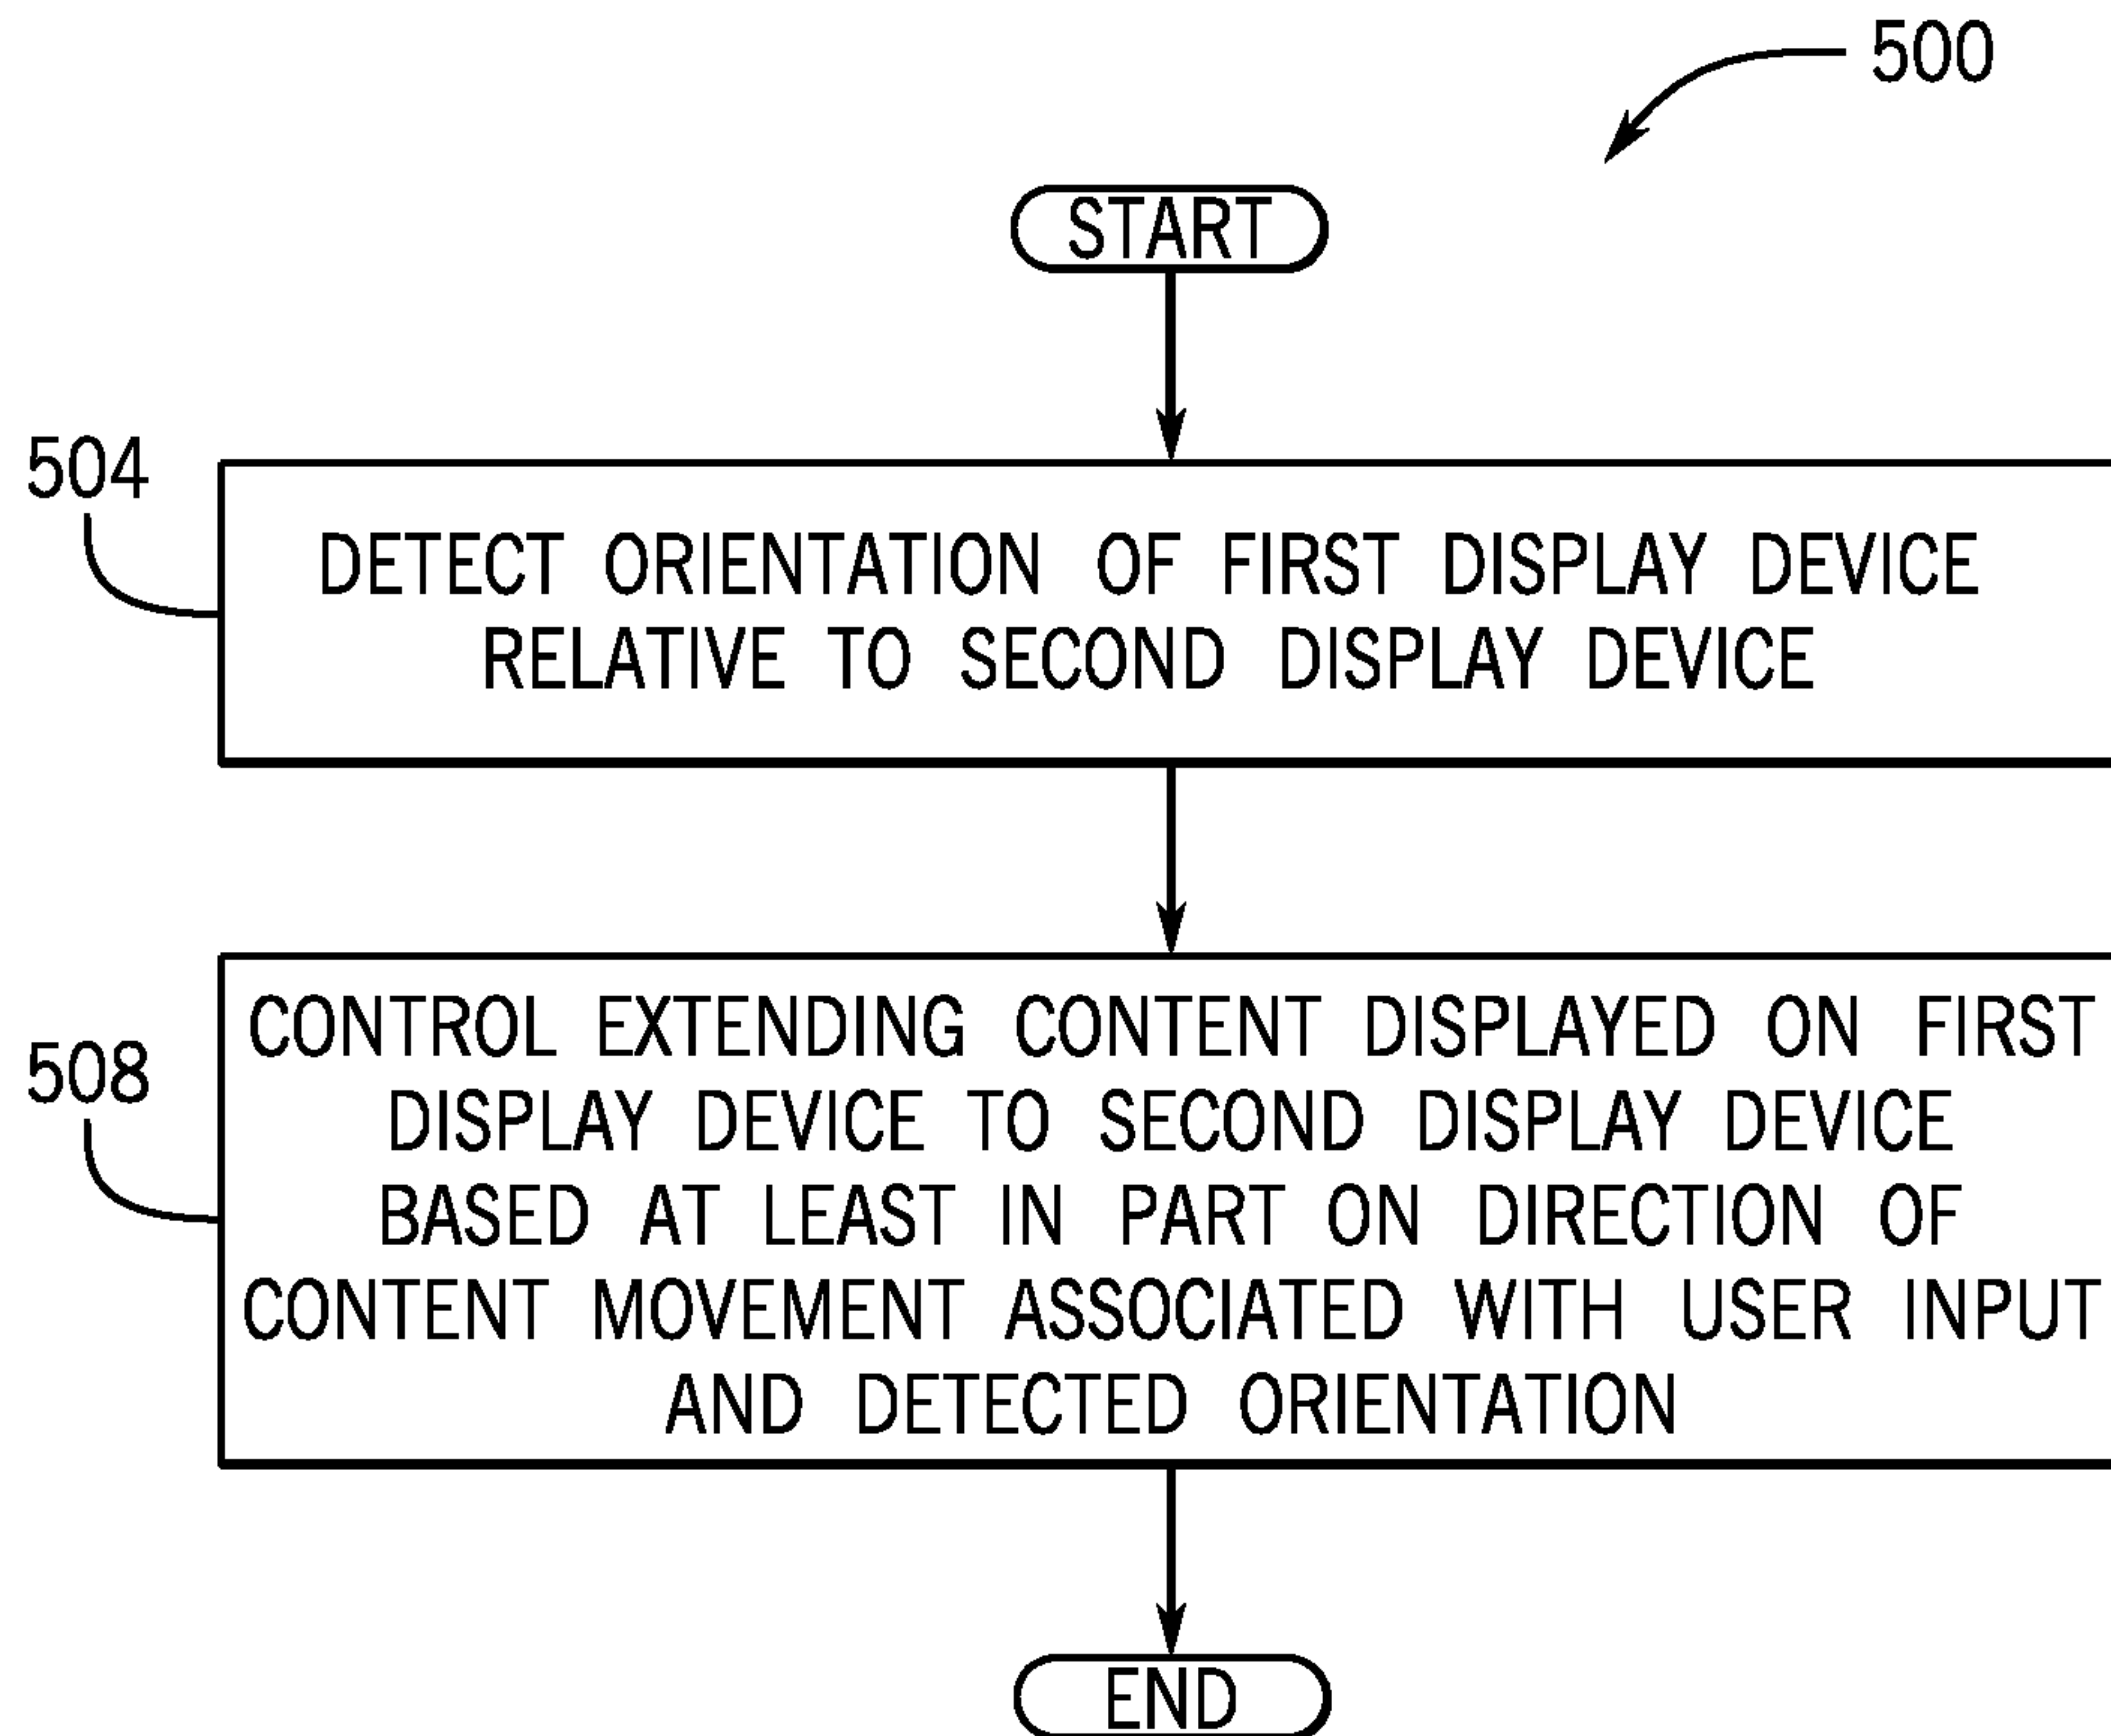 500
START
504
DETECT ORIENTATION OF FIRST DISPLAY DEVICE
RELATIVE TO SECOND DISPLAY DEVICE
508
CONTROL EXTENDING CONTENT DISPLAYED ON FIRST
DISPLAY DEVICE TO SECOND DISPLAY DEVICE
BASED AT LEAST IN PART ON DIRECTION OF
CONTENT MOVEMENT ASSOCIATED WITH USER INPUT
AND DETECTED ORIENTATION
END